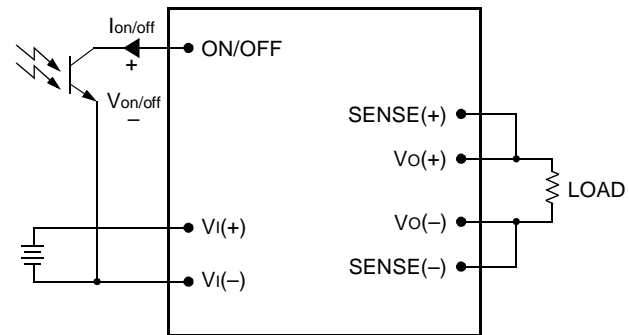 Ion/off
ON/OFF
+
Von/off
–
SENSE(+)
VO(+)
LOAD
VO(–)
SENSE(–)
VI(+)
VI(–)